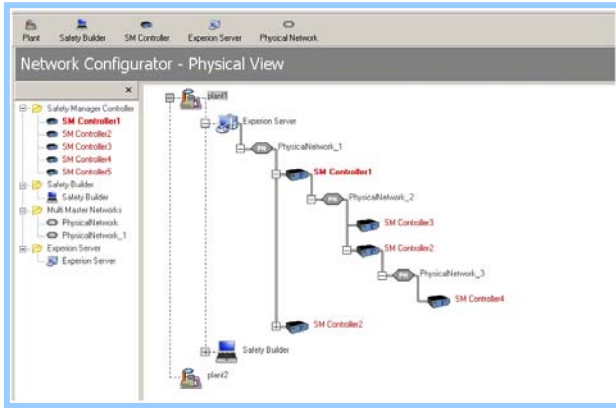 Plant Safety Builder SM Controller Experion Server Physical Network
Network Configurator - Physical View
Safety Manager Controller
SM Controller1
SM Controller2
SM Controller3
SM Controller4
SM Controller5
Safety Builder
Safety Builder
Multi Master Networks
PhysicalNetwork
PhysicalNetwork_1
Experion Server
Experion Server
plant1
Experion Server
PN PhysicalNetwork_1
SM Controller1
PN PhysicalNetwork_2
SM Controller3
SM Controller2
PN PhysicalNetwork_3
SM Controller4
SM Controller2
Safety Builder
plant2